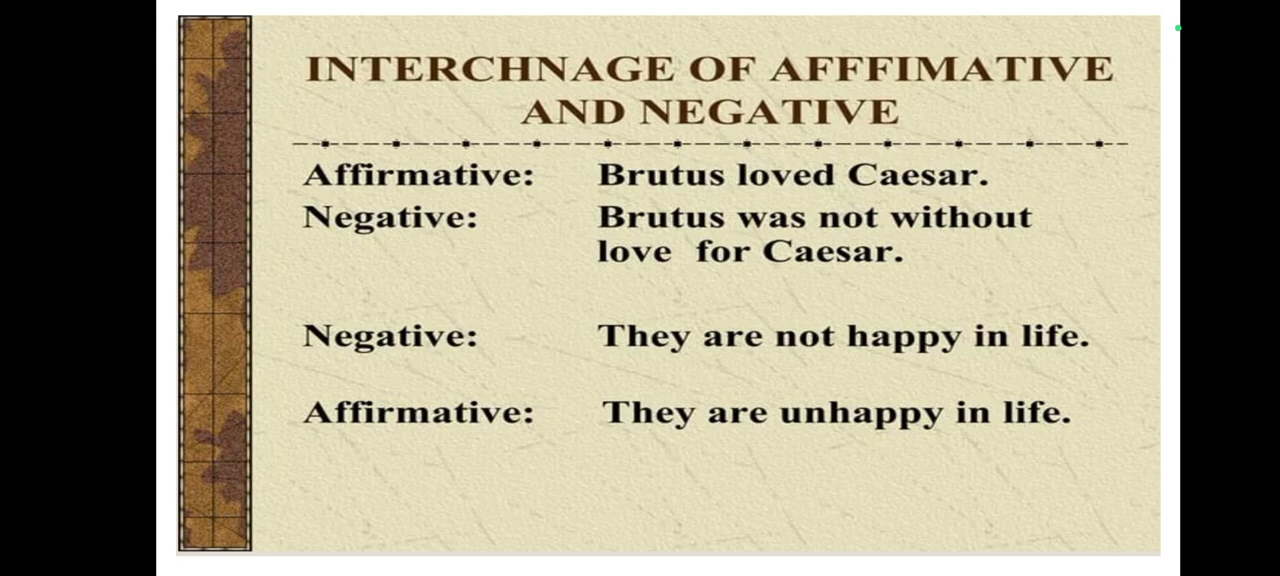 INTERCHNAGE OF AFFFIMATIVE
AND NEGATIVE
Affirmative: Brutus loved Caesar.
Negative: Brutus was not without
love for Caesar.
Negative: They are not happy in life.
Affirmative: They are unhappy in life.